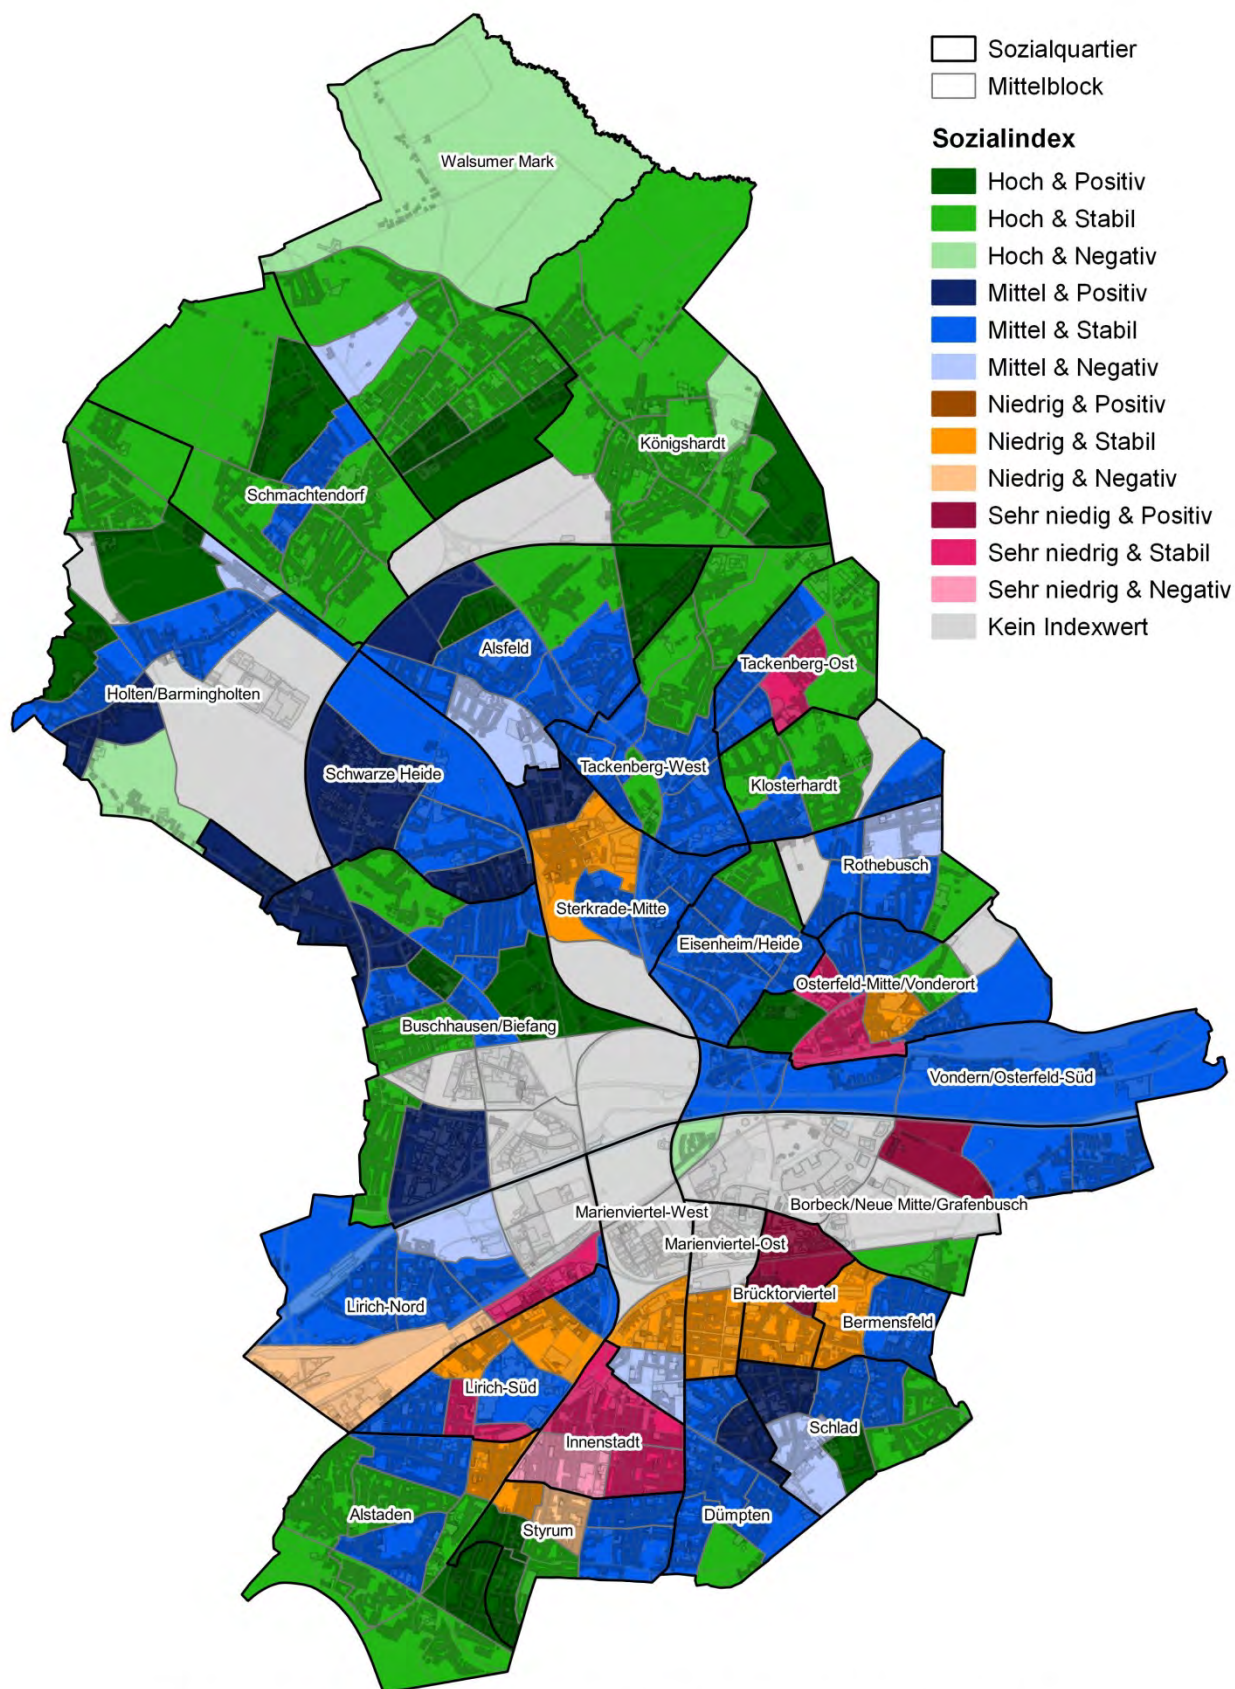 Sozialquartier
Mittelblock
Sozialindex
Hoch & Positiv
Hoch & Stabil
Hoch & Negativ
Mittel & Positiv
Mittel & Stabil
Mittel & Negativ
Niedrig & Positiv
Niedrig & Stabil
Niedrig & Negativ
Sehr niedig & Positiv
Sehr niedrig & Stabil
Sehr niedrig & Negativ
Kein Indexwert
Walsumer Mark
Königshardt
Schmachtendorf
Alsfeld
Tackenberg-Ost
Holten/Barmingholten
Schwarze Heide
Tackenberg-West
Klosterhardt
Rothebusch
Sterkrade-Mitte
Eisenheim/Heide
Osterfeld-Mitte/Vonderort
Buschhausen/Biefang
Vondern/Osterfeld-Süd
Borbeck/Neue Mitte/Grafenbusch
Marienviertel-West
Marienviertel-Ost
Brücktorviertel
Lirich-Nord
Bermensfeld
Lirich-Süd
Schlad
Innenstadt
Alstaden
Dümpten
Styrum